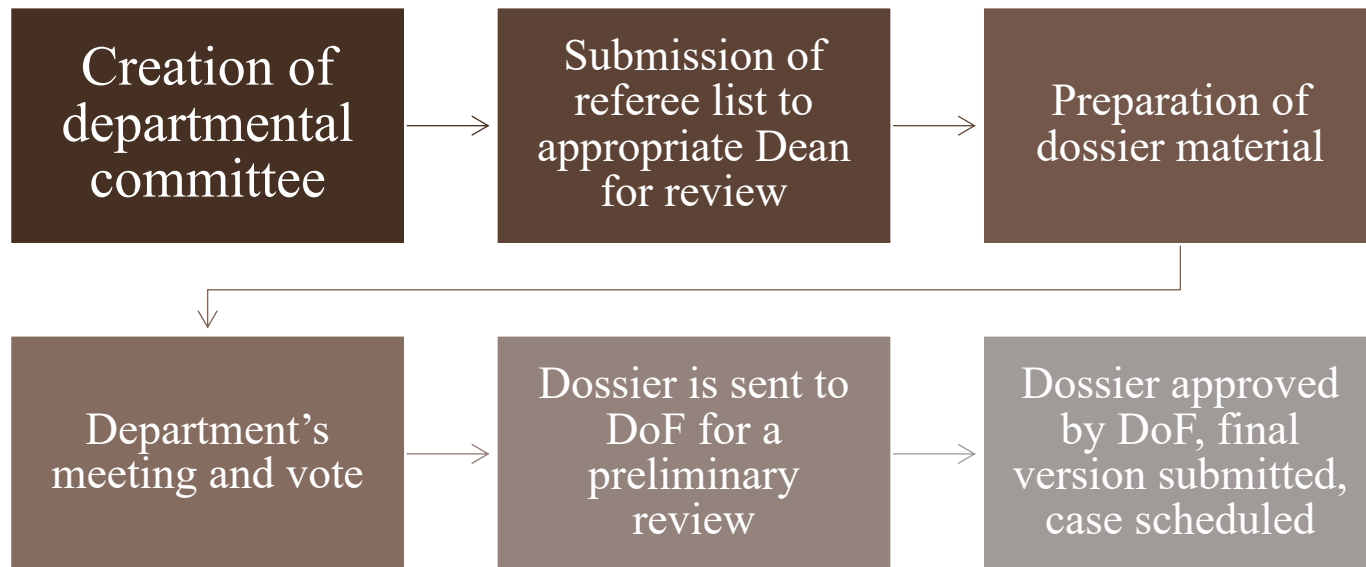 Creation of
departmental
committee
Submission of
referee list to
appropriate Dean
for review
Preparation of
dossier material
Department’s
meeting and vote
Dossier is sent to
DoF for a
preliminary
review
Dossier approved
by DoF, final
version submitted,
case scheduled